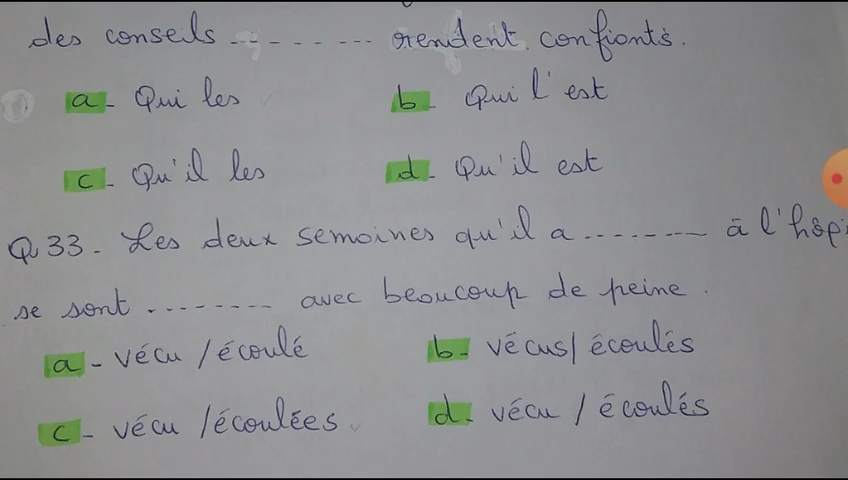 des conseils ........ rendent confiants.
a - Qui les b - Qui l'est
c - Qu'il les d - Qu'il est
Q33 - Les deux semaines qu'il a ........ à l'hôpi
se sont ........ avec beaucoup de peine.
a - vécu / écoulé b - vécus / écoulés
c - vécu / écoulées d - vécu / écoulés